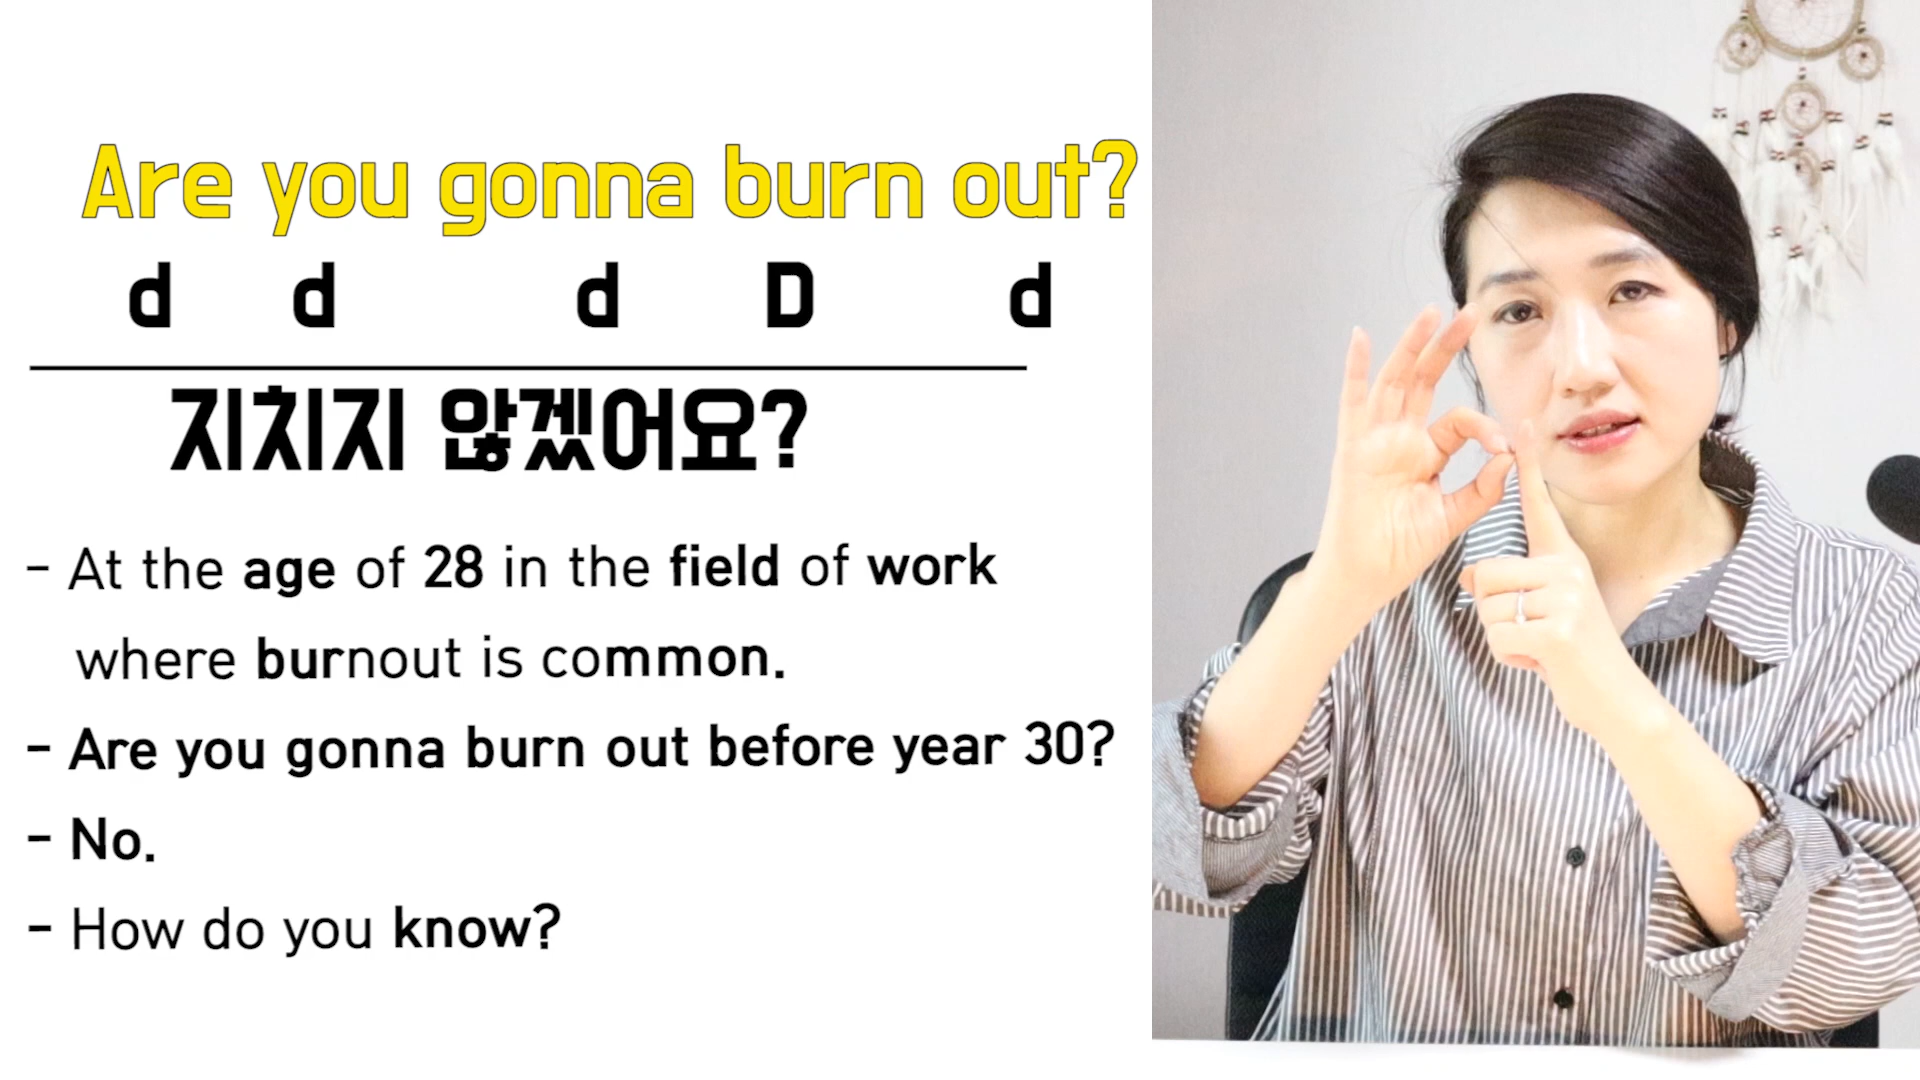 Are you gonna burn out?
d d d D d
지치지 않겠어요?
- At the age of 28 in the field of work
where burnout is common.
- Are you gonna burn out before year 30?
- No.
- How do you know?